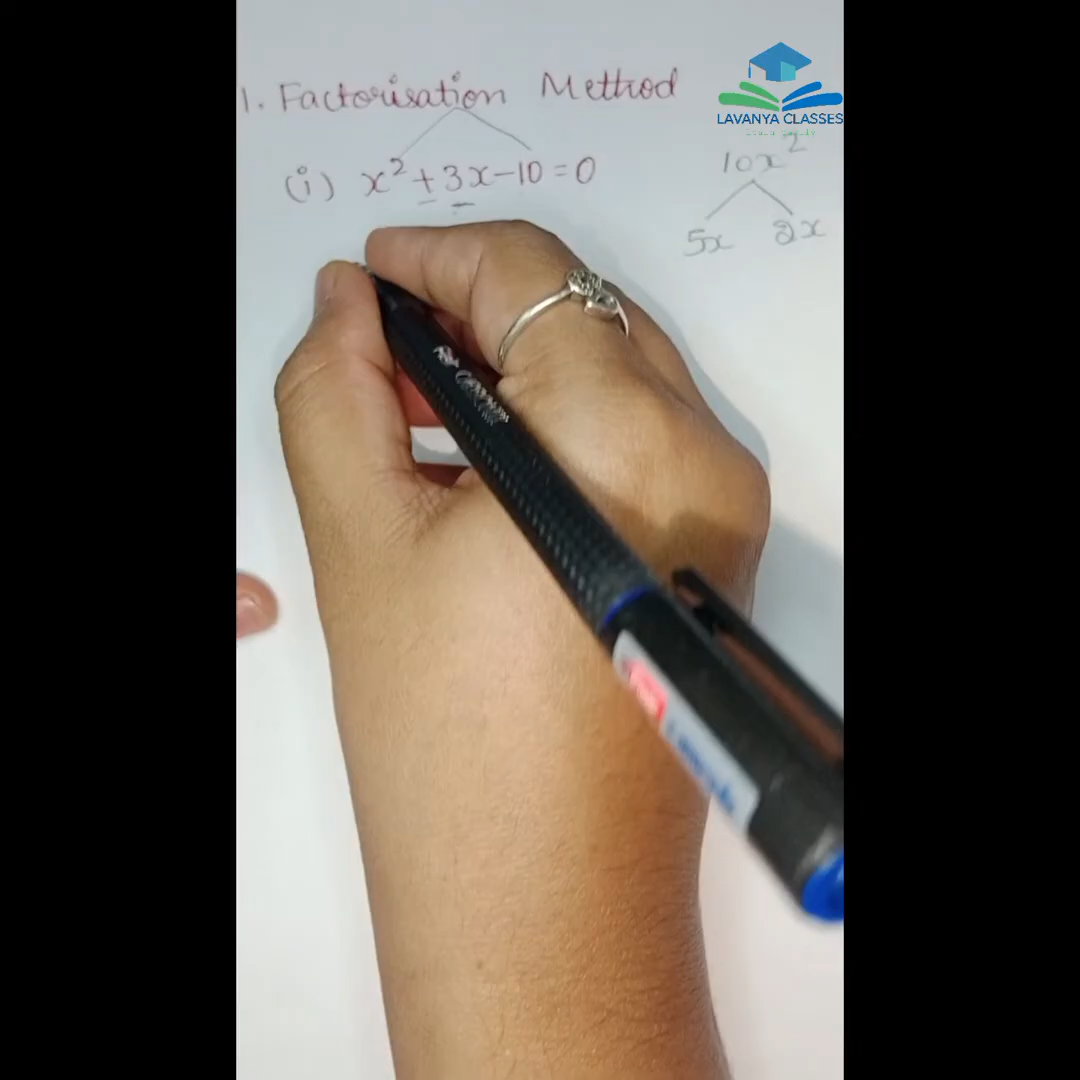 1. Factorisation Method
LAVANYA CLASSES
(i) x²+3x-10=0
10x²
5x 2x